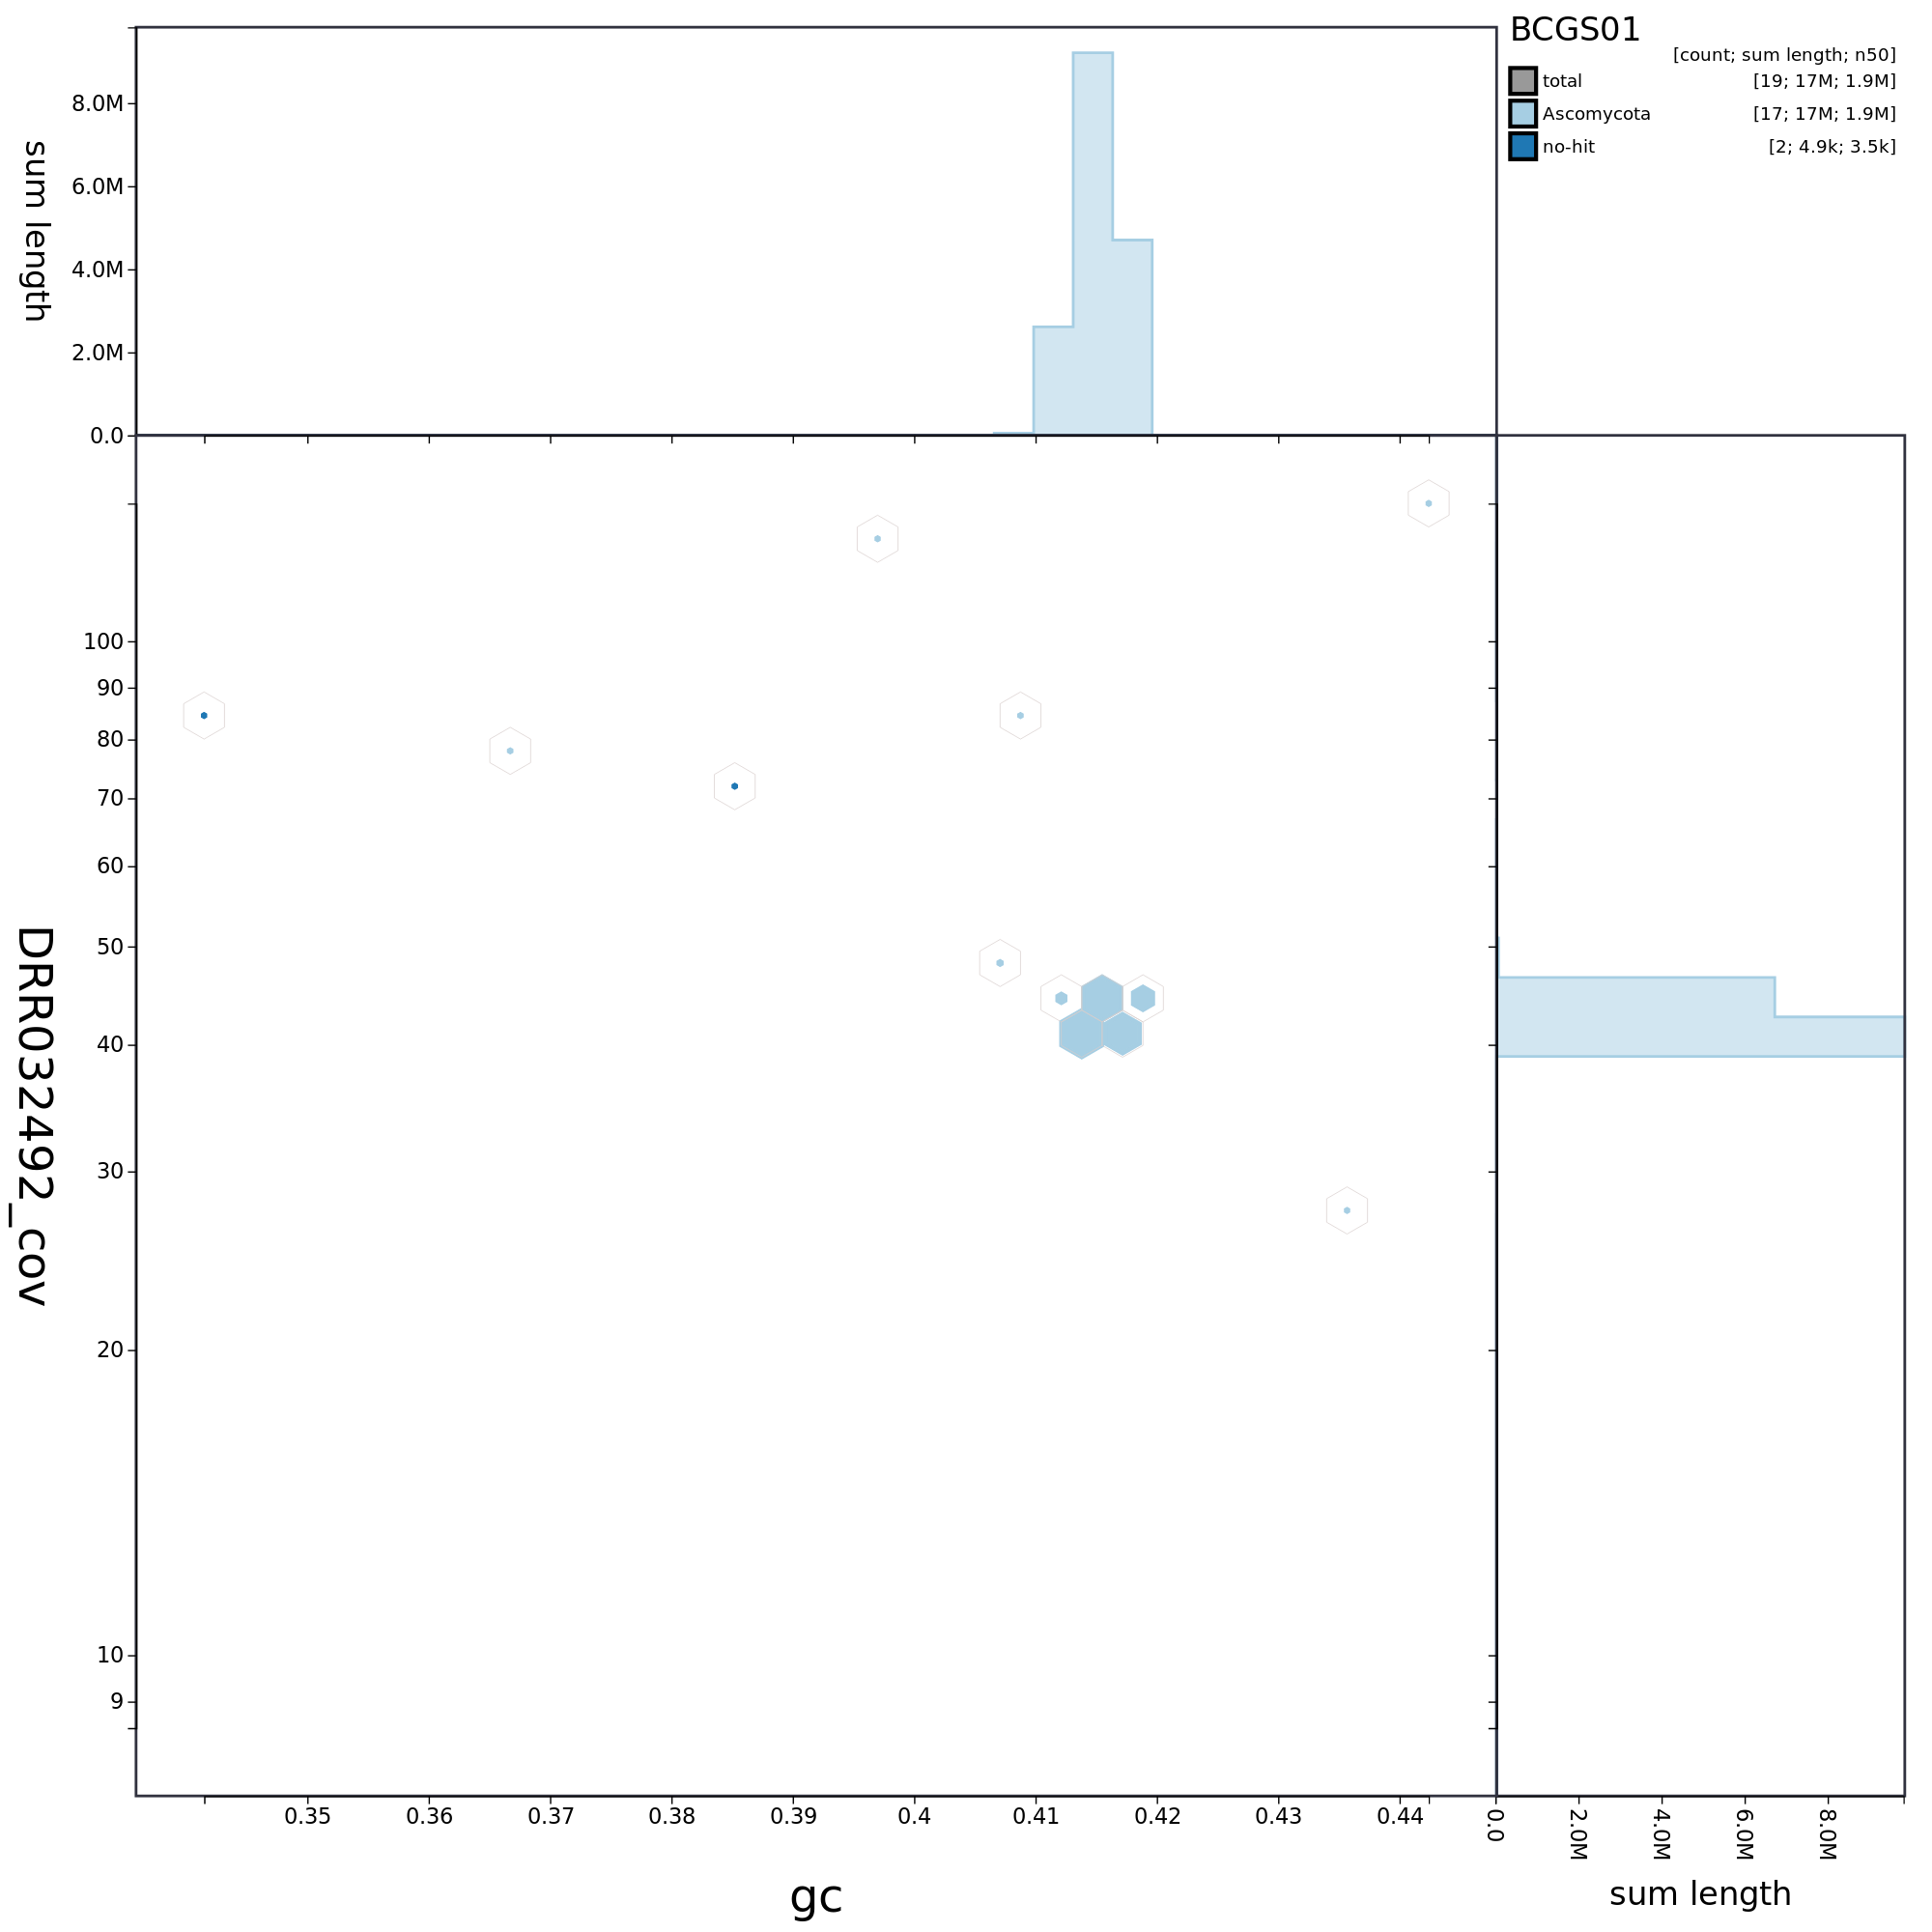 BCGS01
[count; sum length; n50]
total [19; 17M; 1.9M]
Ascomycota [17; 17M; 1.9M]
no-hit [2; 4.9k; 3.5k]
sum length
8.0M
6.0M
4.0M
2.0M
0.0
DRR032492_cov
100
90
80
70
60
50
40
30
20
10
9
0.35 0.36 0.37 0.38 0.39 0.4 0.41 0.42 0.43 0.44
gc
0.0 2.0M 4.0M 6.0M 8.0M
sum length